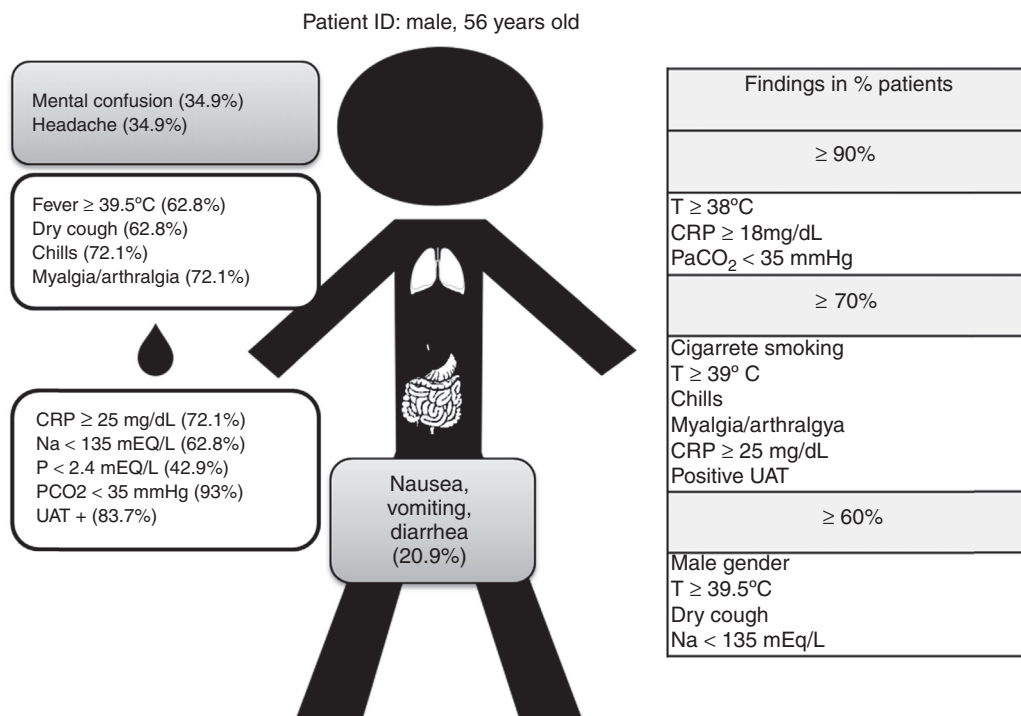 Patient ID: male, 56 years old
Mental confusion (34.9%)
Headache (34.9%)
Fever ≥ 39.5ºC (62.8%)
Dry cough (62.8%)
Chills (72.1%)
Myalgia/arthralgia (72.1%)
CRP ≥ 25 mg/dL (72.1%)
Na < 135 mEQ/L (62.8%)
P < 2.4 mEQ/L (42.9%)
PCO2 < 35 mmHg (93%)
UAT + (83.7%)
Nausea,
vomiting,
diarrhea
(20.9%)
Findings in % patients
≥ 90%
T ≥ 38ºC
CRP ≥ 18mg/dL
PaCO₂ < 35 mmHg
≥ 70%
Cigarrete smoking
T ≥ 39º C
Chills
Myalgia/arthralgya
CRP ≥ 25 mg/dL
Positive UAT
≥ 60%
Male gender
T ≥ 39.5ºC
Dry cough
Na < 135 mEq/L